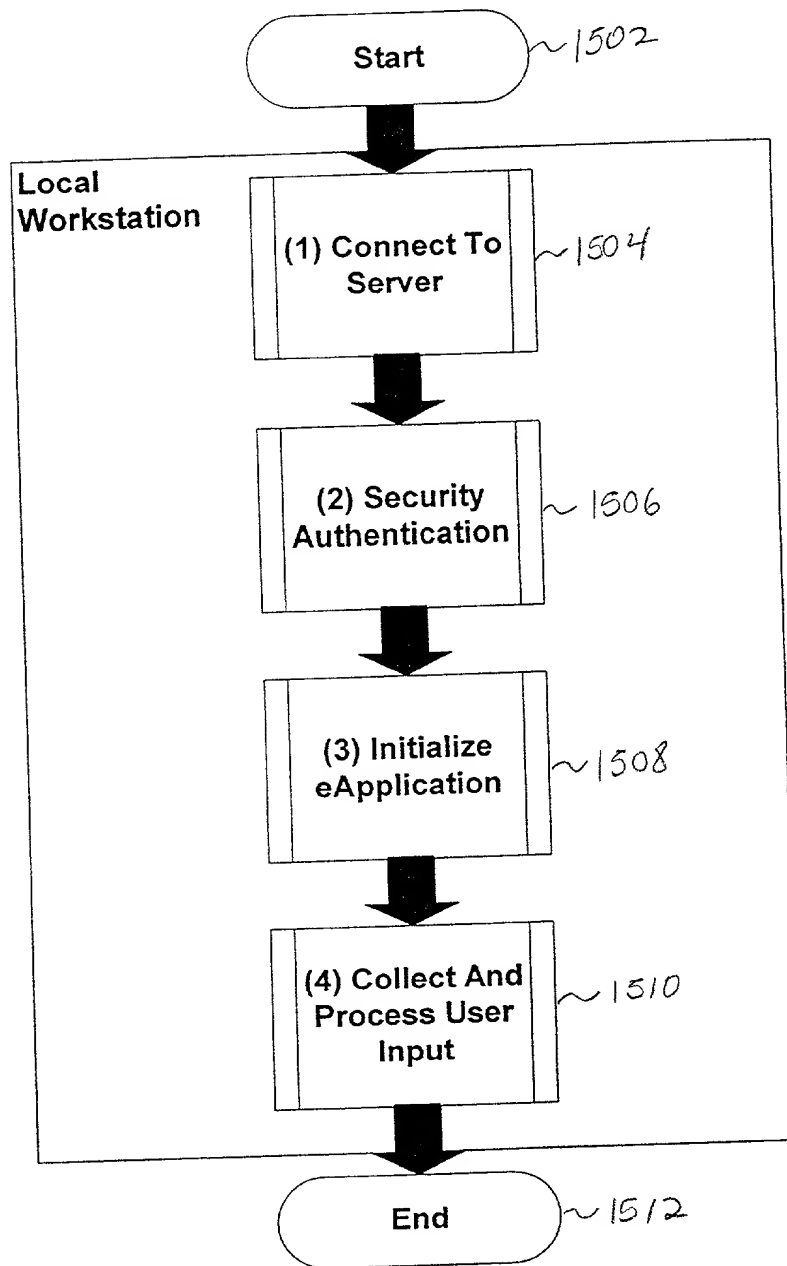 Start
1502
Local
Workstation
(1) Connect To
Server
1504
(2) Security
Authentication
1506
(3) Initialize
eApplication
1508
(4) Collect And
Process User
Input
1510
End
1512